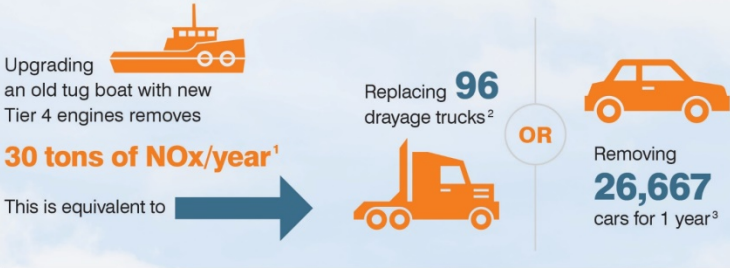 Upgrading
an old tug boat with new
Tier 4 engines removes
30 tons of NOx/year¹
This is equivalent to
Replacing 96
drayage trucks²
OR
Removing
26,667
cars for 1 year³